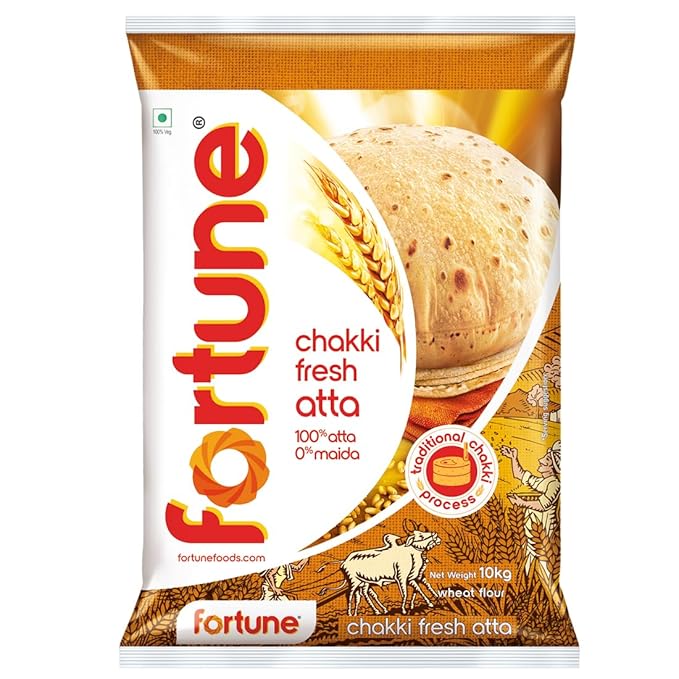 100% Veg.
fortune®
chakki
fresh
atta
100% atta
0% maida
traditional chakki
process
fortunefoods.com
Net Weight 10kg
wheat flour
fortune
chakki fresh atta